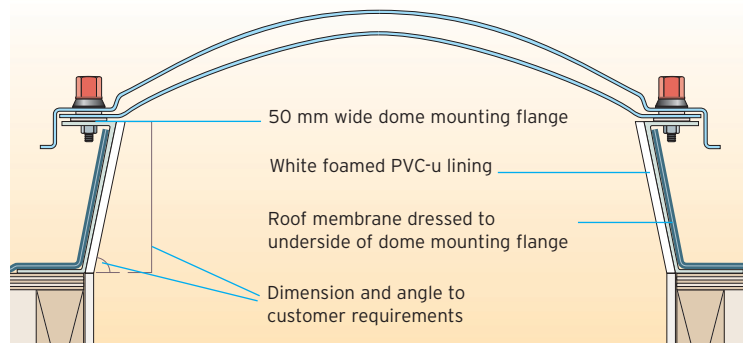 50 mm wide dome mounting flange
White foamed PVC-u lining
Roof membrane dressed to
underside of dome mounting flange
Dimension and angle to
customer requirements